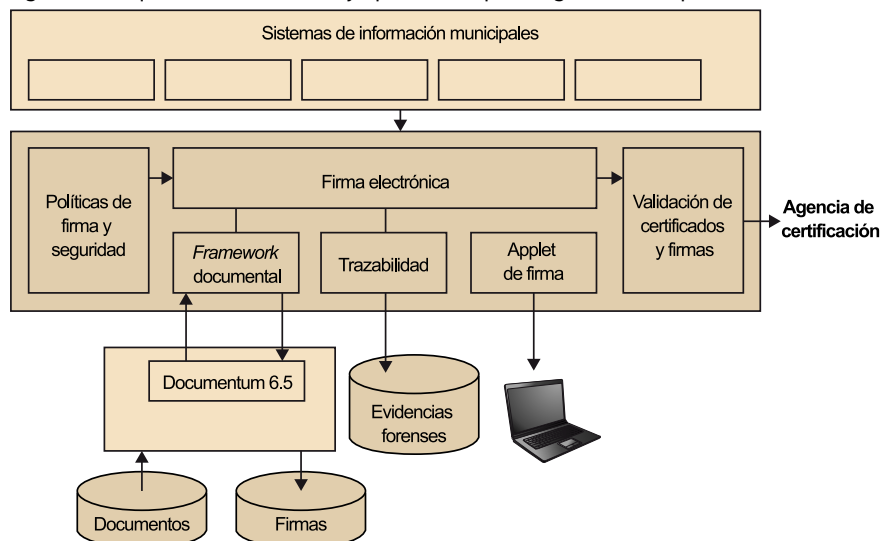 Sistemas de información municipales
Políticas de
firma y
seguridad
Firma electrónica
Validación de
certificados
y firmas
Agencia de
certificación
Framework
documental
Trazabilidad
Applet
de firma
Documentum 6.5
Evidencias
forenses
Documentos
Firmas